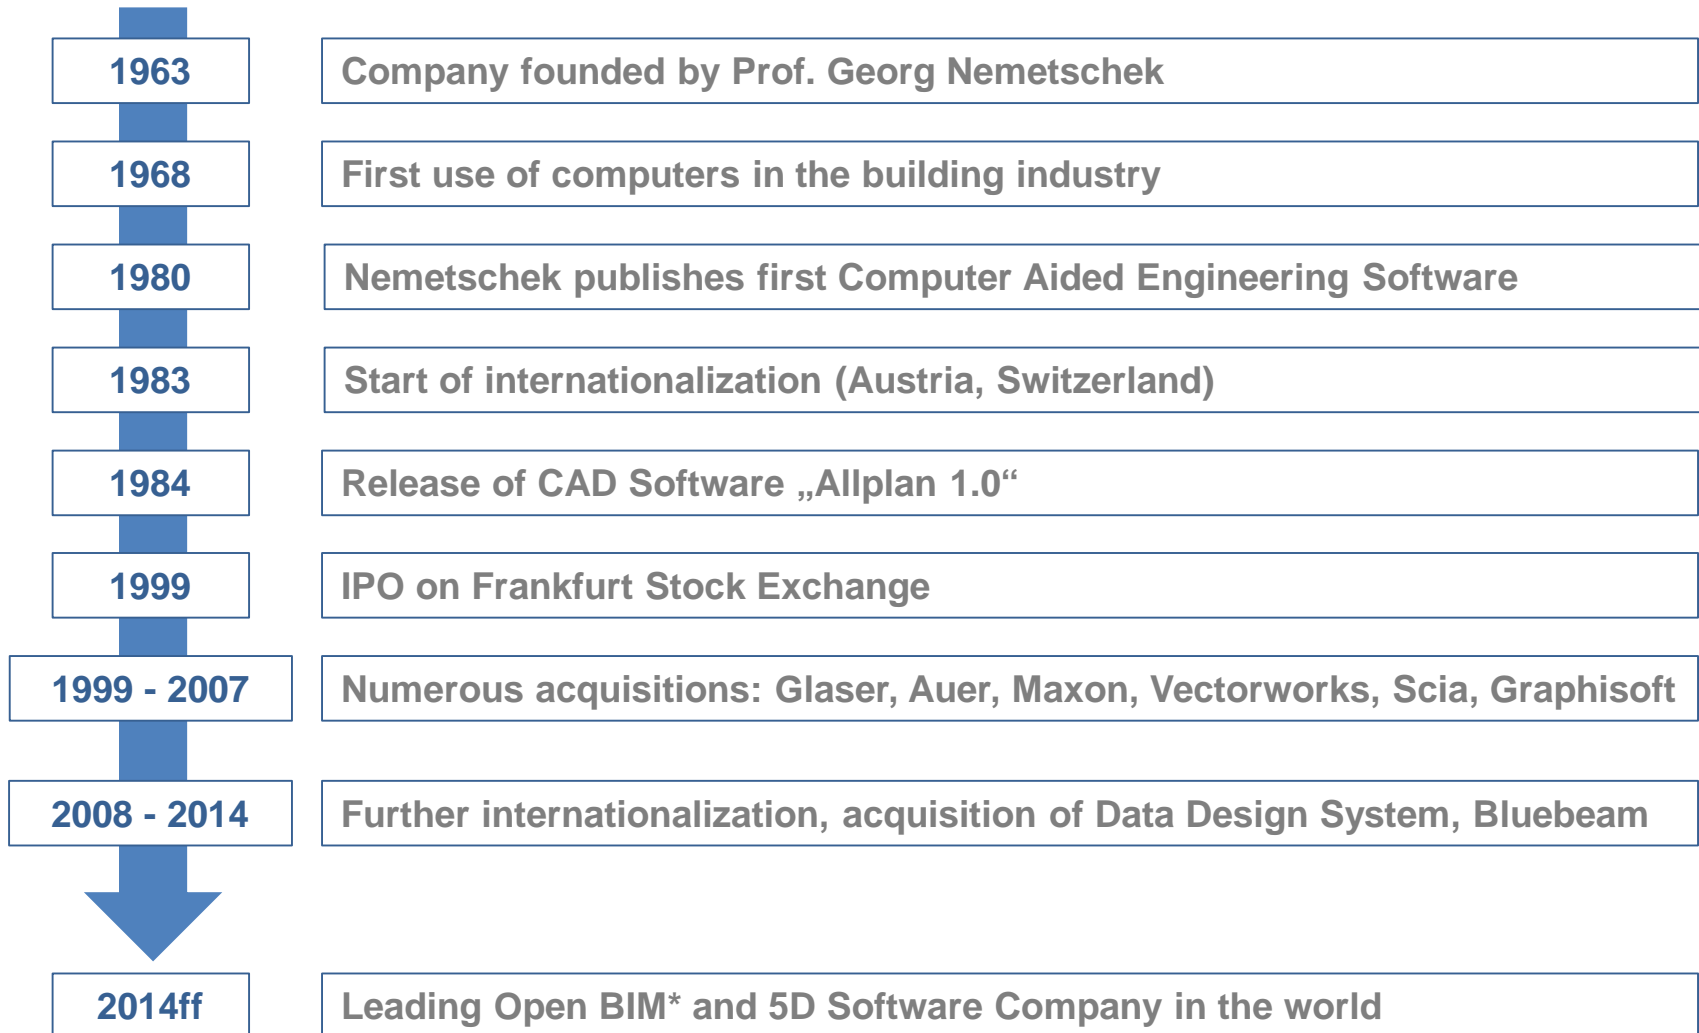 1963
Company founded by Prof. Georg Nemetschek
1968
First use of computers in the building industry
1980
Nemetschek publishes first Computer Aided Engineering Software
1983
Start of internationalization (Austria, Switzerland)
1984
Release of CAD Software „Allplan 1.0“
1999
IPO on Frankfurt Stock Exchange
1999 - 2007
Numerous acquisitions: Glaser, Auer, Maxon, Vectorworks, Scia, Graphisoft
2008 - 2014
Further internationalization, acquisition of Data Design System, Bluebeam
2014ff
Leading Open BIM* and 5D Software Company in the world